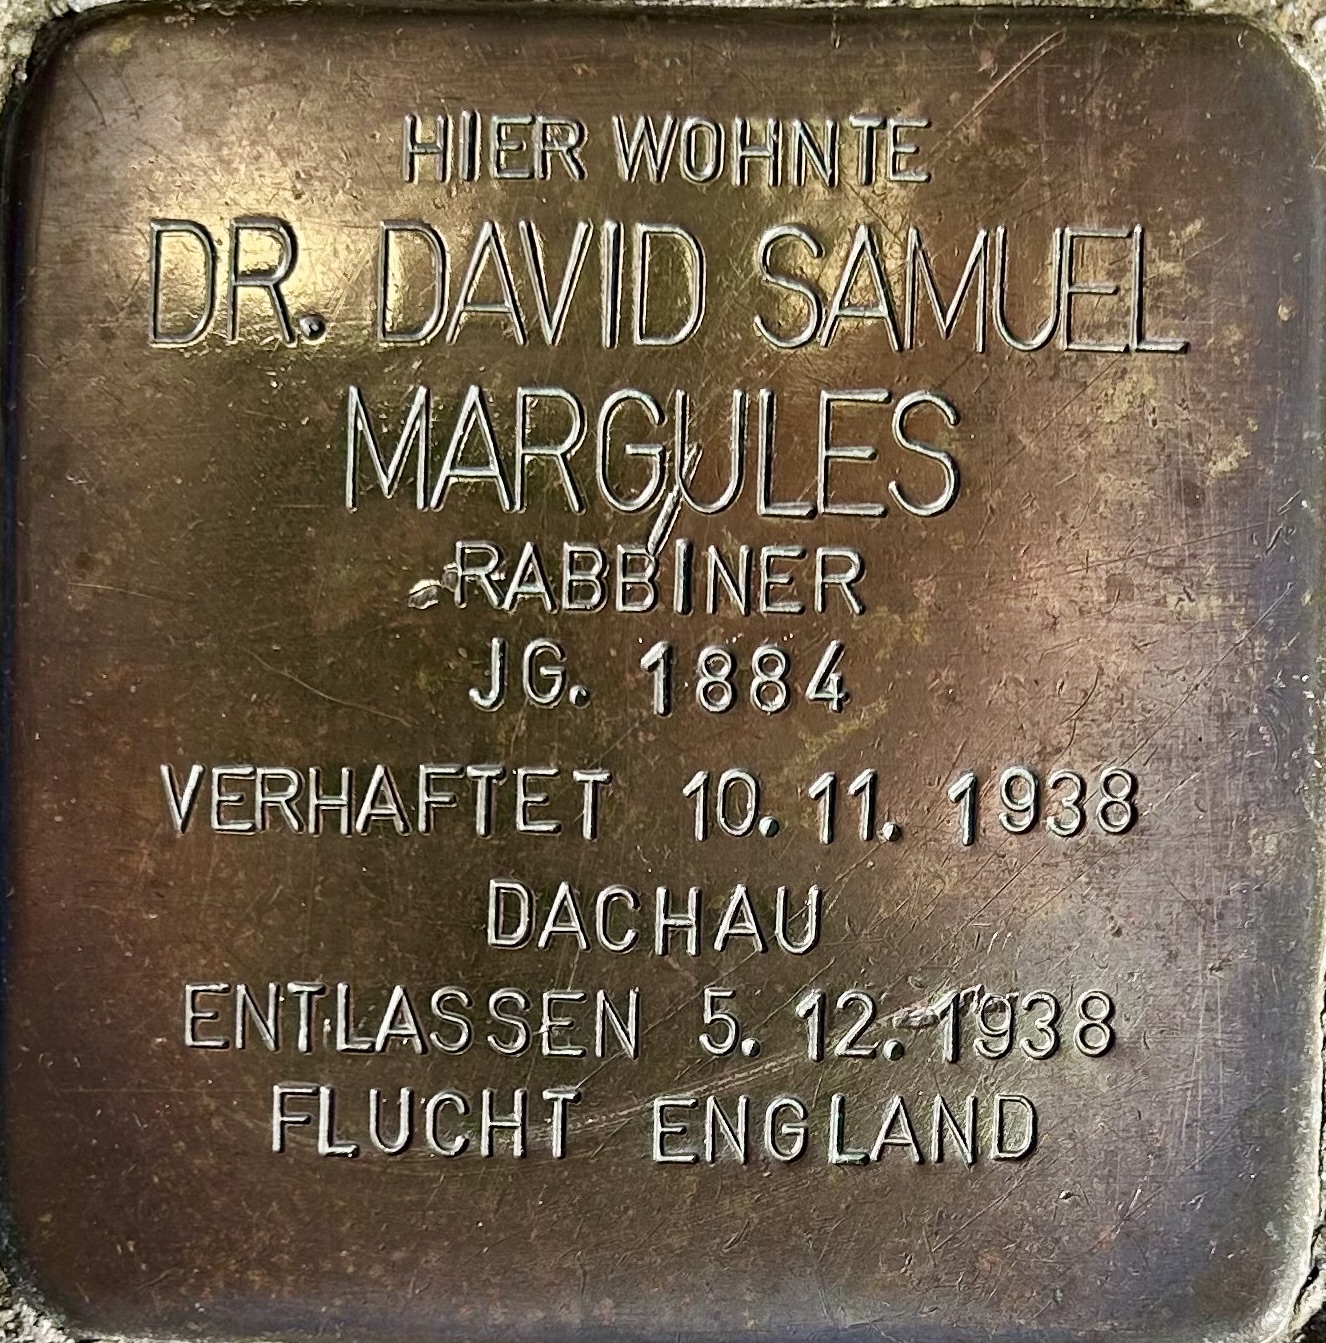 HIER WOHNTE
DR. DAVID SAMUEL
MARGULES
RABBINER
JG. 1884
VERHAFTET 10.11.1938
DACHAU
ENTLASSEN 5.12.1938
FLUCHT ENGLAND